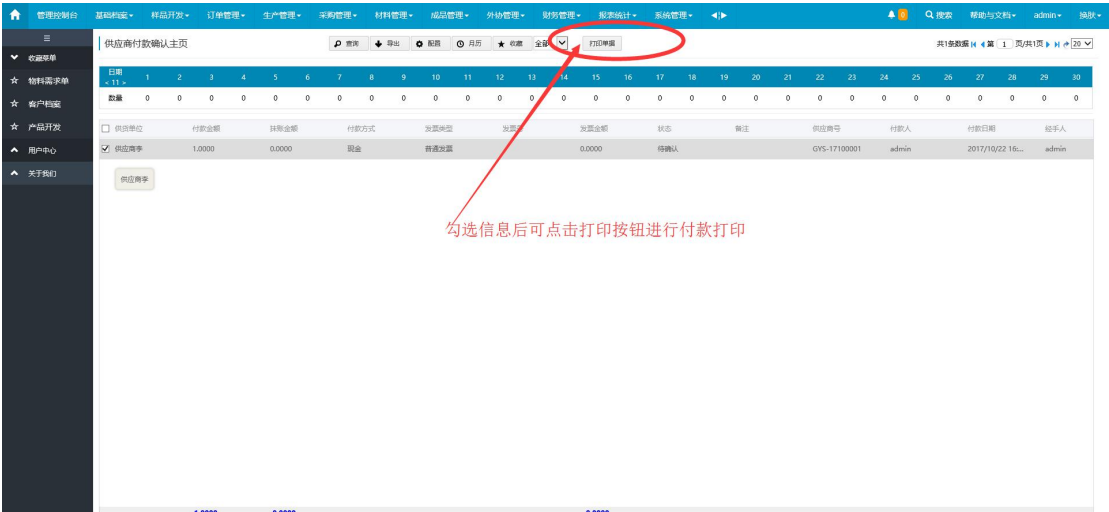 管理控制台 基础档案 样品开发 订单管理 生产管理 采购管理 材料管理 成品管理 外协管理 财务管理 报表统计 系统管理 0 搜索 帮助与文档 admin 换肤
供应商付款确认主页 查询 导出 配置 月历 收藏 全部 打印单据 共1条数据 第 1 页/共1页 20
收藏菜单
物料需求单
客户档案
产品开发
用户中心
关于我们
日期 1 2 3 4 5 6 7 8 9 10 11 12 13 14 15 16 17 18 19 20 21 22 23 24 25 26 27 28 29 30
< 11 >
数量 0 0 0 0 0 0 0 0 0 0 0 0 0 0 0 0 0 0 0 0 0 0 0 0 0 0 0 0 0 0
供货单位 付款金额 抹账金额 付款方式 发票类型 发票 发票金额 状态 备注 供应商号 付款人 付款日期 经手人
供应商李 1.0000 0.0000 现金 普通发票 0.0000 待确认 GYS-17100001 admin 2017/10/22 16:... admin
供应商李
勾选信息后可点击打印按钮进行付款打印